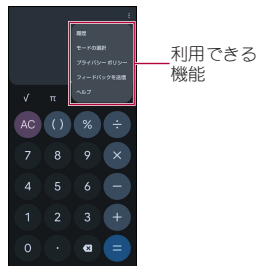 履歴
モードの選択
プライバシー ポリシー
フィードバックを送信
ヘルプ
利用できる
機能
√ π
AC ( ) % ÷
7 8 9 ×
4 5 6 −
1 2 3 +
0 · =